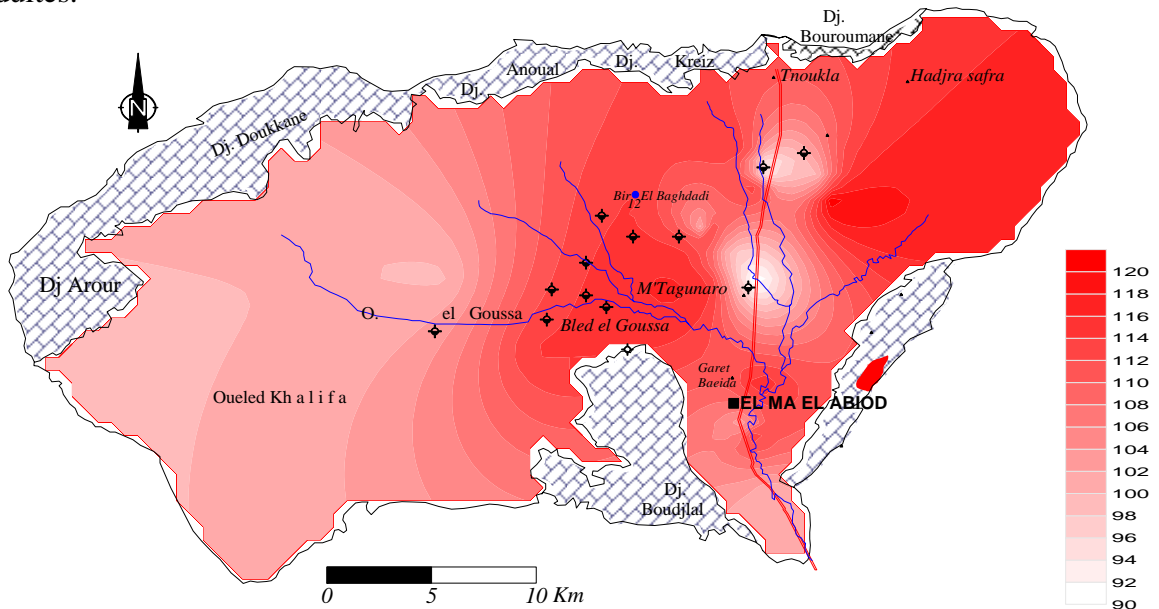 Dj.
Bouroumane
Dj. Anoual Dj. Kreiz
Tnoukla
Hadjra safra
N
Dj. Doukkane
Bir El Baghdadi
12
Dj Arour
M'Tagunaro
O. el Goussa
Bled el Goussa
Garet
Baeida
Oueled Kh a l i f a
EL MA EL ABIOD
Dj.
Boudjlal
0 5 10 Km
120
118
116
114
112
110
108
106
104
102
100
98
96
94
92
90